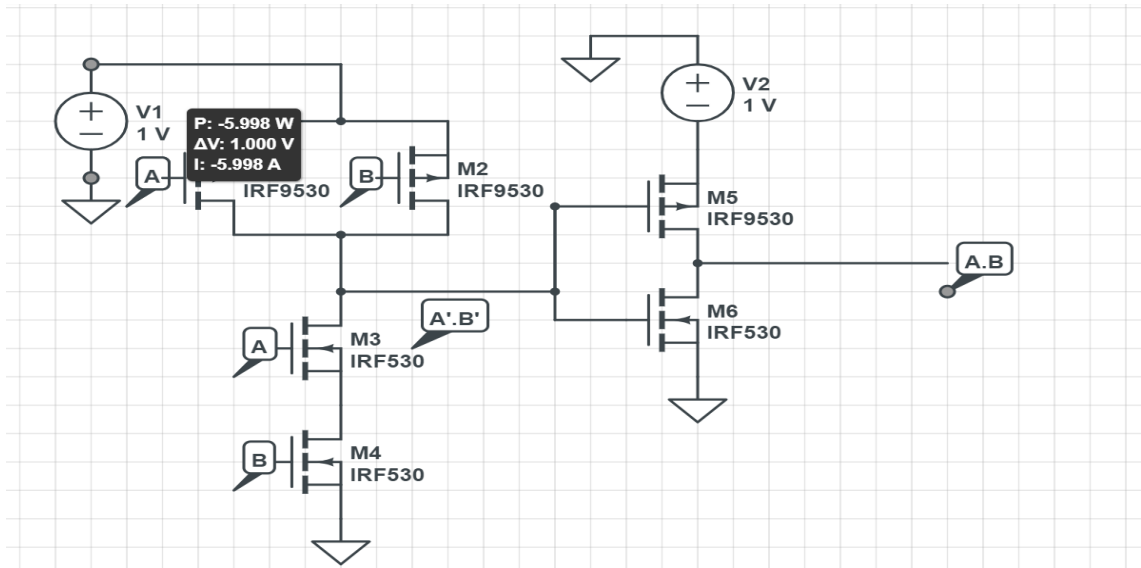 V1
1 V
P: -5.998 W
ΔV: 1.000 V
I: -5.998 A
A
IRF9530
B
M2
IRF9530
V2
1 V
M5
IRF9530
A.B
M6
IRF530
A'.B'
A
M3
IRF530
B
M4
IRF530